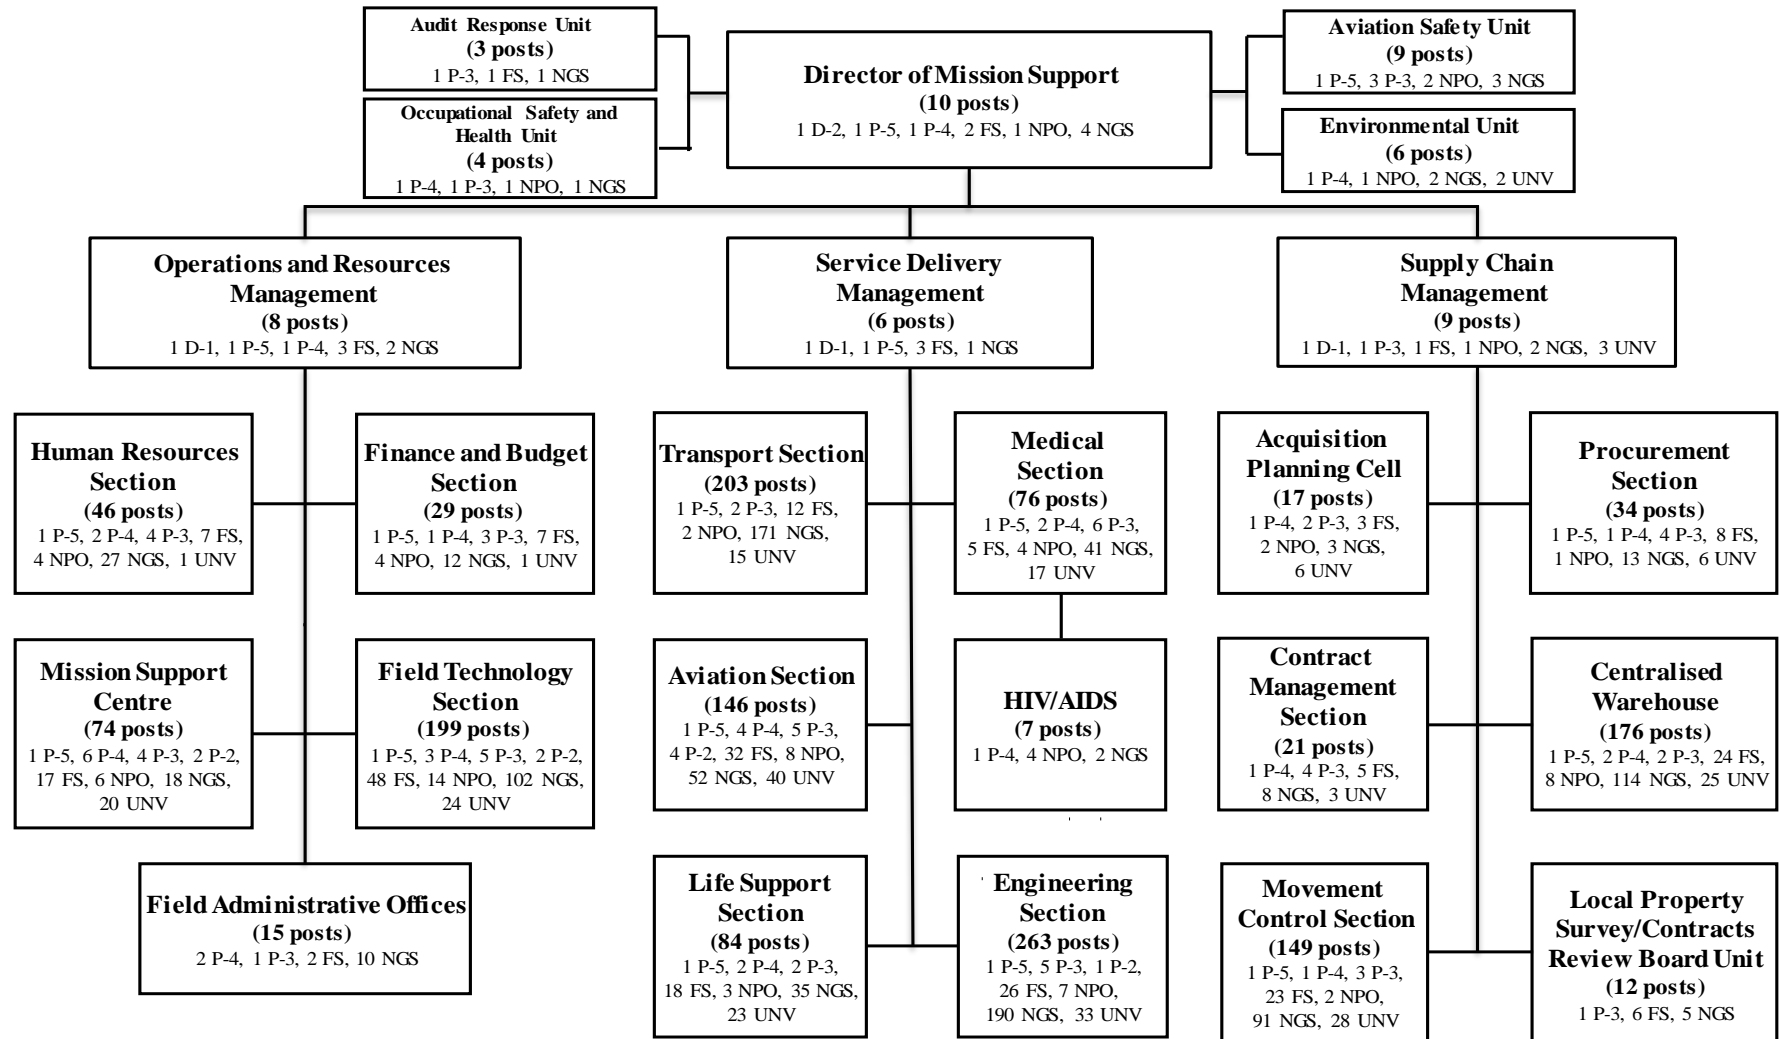 Audit Response Unit
(3 posts)
1 P-3, 1 FS, 1 NGS
Occupational Safety and
Health Unit
(4 posts)
1 P-4, 1 P-3, 1 NPO, 1 NGS
Director of Mission Support
(10 posts)
1 D-2, 1 P-5, 1 P-4, 2 FS, 1 NPO, 4 NGS
Aviation Safety Unit
(9 posts)
1 P-5, 3 P-3, 2 NPO, 3 NGS
Environmental Unit
(6 posts)
1 P-4, 1 NPO, 2 NGS, 2 UNV
Operations and Resources
Management
(8 posts)
1 D-1, 1 P-5, 1 P-4, 3 FS, 2 NGS
Service Delivery
Management
(6 posts)
1 D-1, 1 P-5, 3 FS, 1 NGS
Supply Chain
Management
(9 posts)
1 D-1, 1 P-3, 1 FS, 1 NPO, 2 NGS, 3 UNV
Human Resources
Section
(46 posts)
1 P-5, 2 P-4, 4 P-3, 7 FS,
4 NPO, 27 NGS, 1 UNV
Finance and Budget
Section
(29 posts)
1 P-5, 1 P-4, 3 P-3, 7 FS,
4 NPO, 12 NGS, 1 UNV
Transport Section
(203 posts)
1 P-5, 2 P-3, 12 FS,
2 NPO, 171 NGS,
15 UNV
Medical
Section
(76 posts)
1 P-5, 2 P-4, 6 P-3,
5 FS, 4 NPO, 41 NGS,
17 UNV
Acquisition
Planning Cell
(17 posts)
1 P-4, 2 P-3, 3 FS,
2 NPO, 3 NGS,
6 UNV
Procurement
Section
(34 posts)
1 P-5, 1 P-4, 4 P-3, 8 FS,
1 NPO, 13 NGS, 6 UNV
Mission Support
Centre
(74 posts)
1 P-5, 6 P-4, 4 P-3, 2 P-2,
17 FS, 6 NPO, 18 NGS,
20 UNV
Field Technology
Section
(199 posts)
1 P-5, 3 P-4, 5 P-3, 2 P-2,
48 FS, 14 NPO, 102 NGS,
24 UNV
Aviation Section
(146 posts)
1 P-5, 4 P-4, 5 P-3,
4 P-2, 32 FS, 8 NPO,
52 NGS, 40 UNV
HIV/AIDS
(7 posts)
1 P-4, 4 NPO, 2 NGS
Contract
Management
Section
(21 posts)
1 P-4, 4 P-3, 5 FS,
8 NGS, 3 UNV
Centralised
Warehouse
(176 posts)
1 P-5, 2 P-4, 2 P-3, 24 FS,
8 NPO, 114 NGS, 25 UNV
Field Administrative Offices
(15 posts)
2 P-4, 1 P-3, 2 FS, 10 NGS
Life Support
Section
(84 posts)
1 P-5, 2 P-4, 2 P-3,
18 FS, 3 NPO, 35 NGS,
23 UNV
Engineering
Section
(263 posts)
1 P-5, 5 P-3, 1 P-2,
26 FS, 7 NPO,
190 NGS, 33 UNV
Movement
Control Section
(149 posts)
1 P-5, 1 P-4, 3 P-3,
23 FS, 2 NPO,
91 NGS, 28 UNV
Local Property
Survey/Contracts
Review Board Unit
(12 posts)
1 P-3, 6 FS, 5 NGS